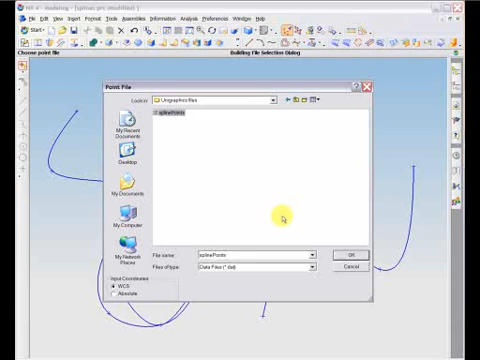 NX 4 - Modeling - [splines.prt (Modified)]
File Edit View Insert Format Tools Assemblies Information Analysis Preferences Window Help
Start
Start
Choose point file
Building File Selection Dialog
Point File
Look in: Unigraphics files
splinePoints
My Recent
Documents
Desktop
My Documents
My Computer
My Network
Places
File name: splinePoints OK
Files of type: Data Files (*.dat) Cancel
Input Coordinates
WCS
Absolute